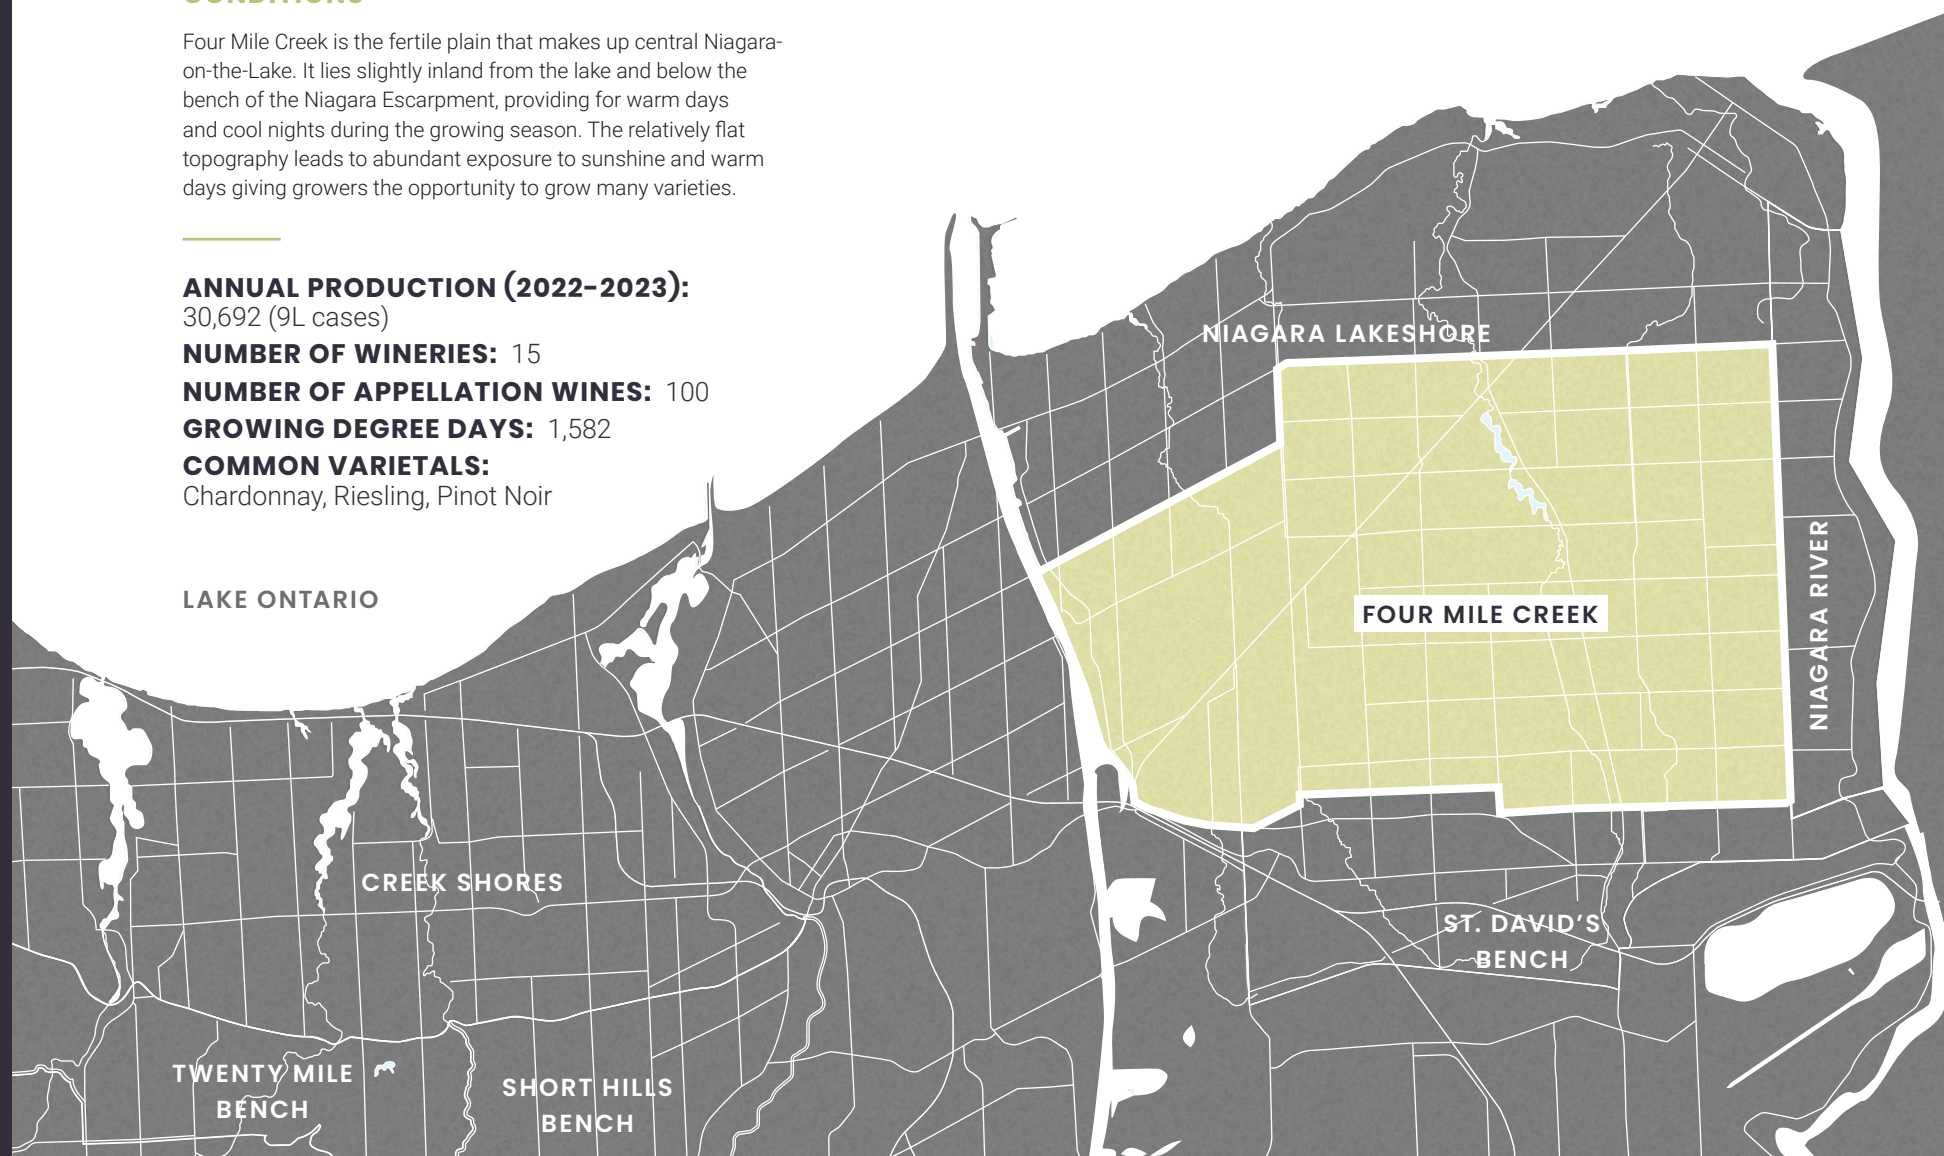 CONDITIONS
Four Mile Creek is the fertile plain that makes up central Niagara-
on-the-Lake. It lies slightly inland from the lake and below the
bench of the Niagara Escarpment, providing for warm days
and cool nights during the growing season. The relatively flat
topography leads to abundant exposure to sunshine and warm
days giving growers the opportunity to grow many varieties.
ANNUAL PRODUCTION (2022-2023):
30,692 (9L cases)
NUMBER OF WINERIES: 15
NUMBER OF APPELLATION WINES: 100
GROWING DEGREE DAYS: 1,582
COMMON VARIETALS:
Chardonnay, Riesling, Pinot Noir
LAKE ONTARIO
NIAGARA LAKESHORE
FOUR MILE CREEK
NIAGARA RIVER
CREEK SHORES
ST. DAVID'S
BENCH
TWENTY MILE
BENCH
SHORT HILLS
BENCH